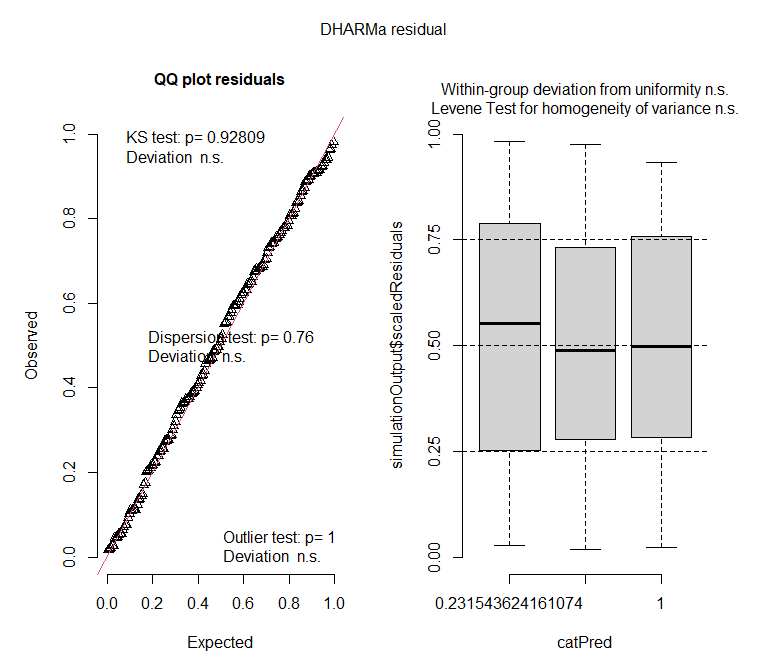 DHARMa residual
QQ plot residuals
KS test: p= 0.92809
Deviation n.s.
Dispersion test: p= 0.76
Deviation n.s.
Outlier test: p= 1
Deviation n.s.
Observed
0.0
0.2
0.4
0.6
0.8
1.0
0.0
0.2
0.4
0.6
0.8
1.0
Expected
Within-group deviation from uniformity n.s.
Levene Test for homogeneity of variance n.s.
simulationOutput$scaledResiduals
0.00
0.25
0.50
0.75
1.00
0.231543624161074
1
catPred